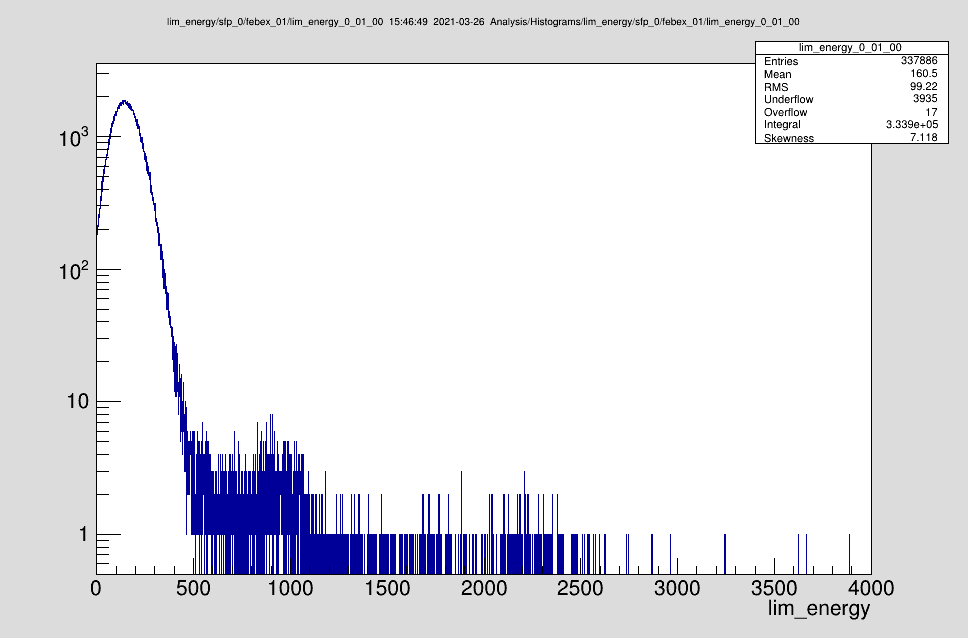 lim_energy/sfp_0/febex_01/lim_energy_0_01_00 15:46:49 2021-03-26 Analysis/Histograms/lim_energy/sfp_0/febex_01/lim_energy_0_01_00
lim_energy_0_01_00
Entries 337886
Mean 160.5
RMS 99.22
Underflow 3935
Overflow 17
Integral 3.339e+05
Skewness 7.118
10³
10²
10
1
0 500 1000 1500 2000 2500 3000 3500 4000
lim_energy